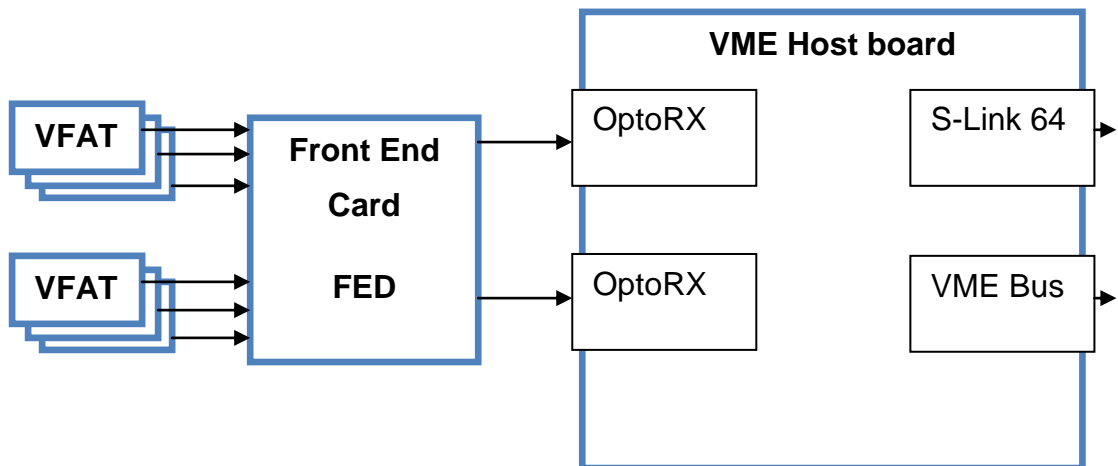 VME Host board
VFAT
Front End
Card
FED
VFAT
OptoRX
OptoRX
S-Link 64
VME Bus